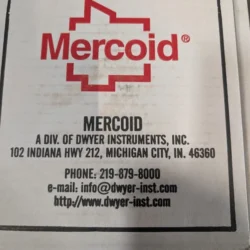 Mercoid®
MERCOID
A DIV. OF DWYER INSTRUMENTS, INC.
102 INDIANA HWY 212, MICHIGAN CITY, IN. 46360
PHONE: 219-879-8000
e-mail: info@dwyer-inst.com
http://www.dwyer-inst.com